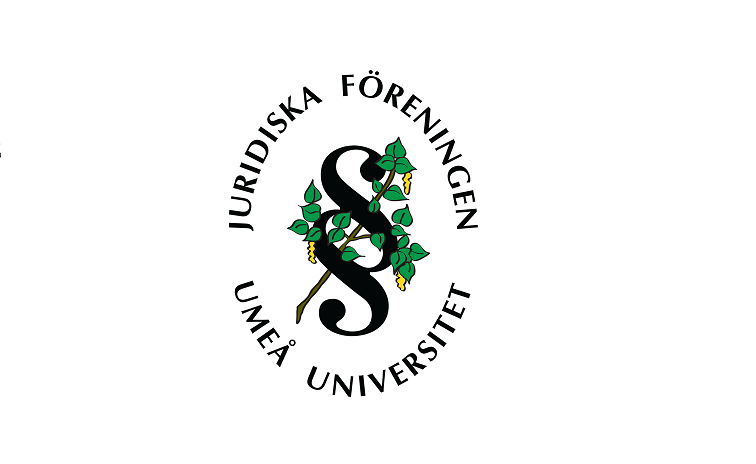 JURIDISKA FÖRENINGEN
§
UMEÅ UNIVERSITET